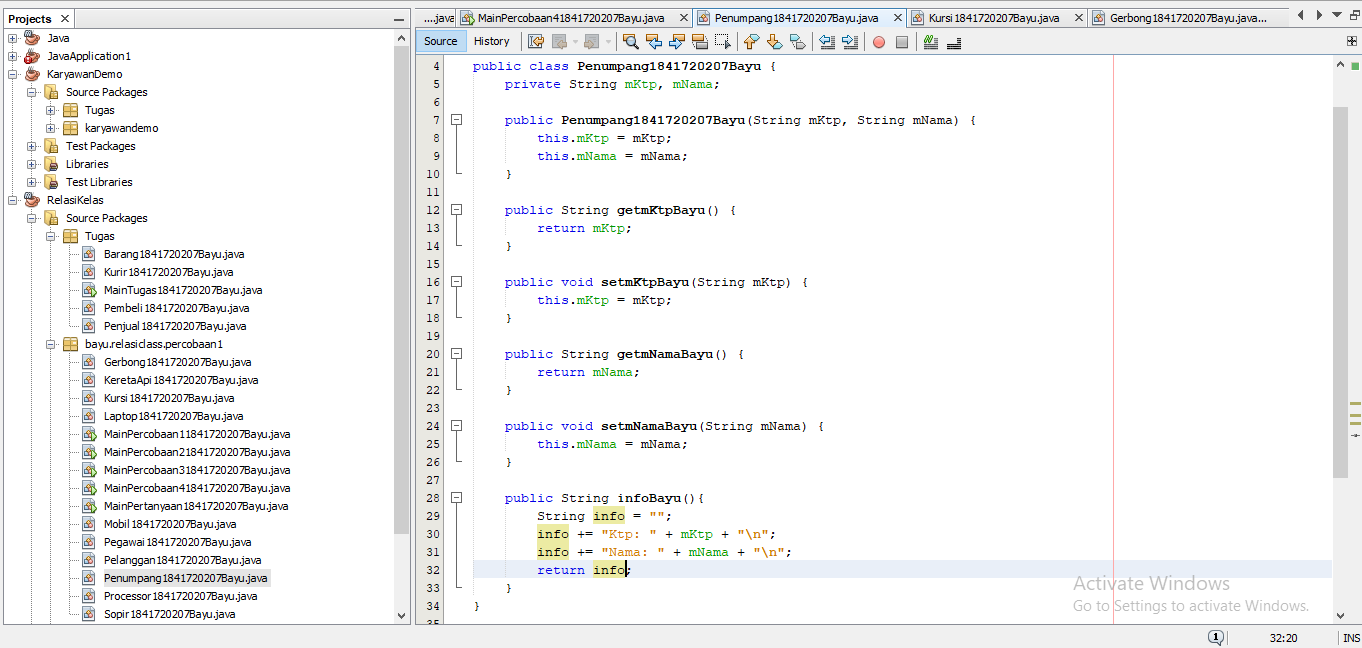 Projects
Java
JavaApplication1
KaryawanDemo
Source Packages
Tugas
karyawandemo
Test Packages
Libraries
Test Libraries
RelasiKelas
Source Packages
Tugas
Barang1841720207Bayu.java
Kurir1841720207Bayu.java
MainTugas1841720207Bayu.java
Pembeli1841720207Bayu.java
Penjual1841720207Bayu.java
bayu.relasiclass.percobaan1
Gerbong1841720207Bayu.java
KeretaApi1841720207Bayu.java
Kursi1841720207Bayu.java
Laptop1841720207Bayu.java
MainPercobaan11841720207Bayu.java
MainPercobaan21841720207Bayu.java
MainPercobaan31841720207Bayu.java
MainPercobaan41841720207Bayu.java
MainPertanyaan1841720207Bayu.java
Mobil1841720207Bayu.java
Pegawai1841720207Bayu.java
Pelanggan1841720207Bayu.java
Penumpang1841720207Bayu.java
Processor1841720207Bayu.java
Sopir1841720207Bayu.java
....java MainPercobaan41841720207Bayu.java Penumpang1841720207Bayu.java Kursi1841720207Bayu.java Gerbong1841720207Bayu.java...
Source History
4 public class Penumpang1841720207Bayu {
5 private String mKtp, mNama;
6
7 public Penumpang1841720207Bayu(String mKtp, String mNama) {
8 this.mKtp = mKtp;
9 this.mNama = mNama;
10 }
11
12 public String getmKtpBayu() {
13 return mKtp;
14 }
15
16 public void setmKtpBayu(String mKtp) {
17 this.mKtp = mKtp;
18 }
19
20 public String getmNamaBayu() {
21 return mNama;
22 }
23
24 public void setmNamaBayu(String mNama) {
25 this.mNama = mNama;
26 }
27
28 public String infoBayu(){
29 String info = "";
30 info += "Ktp: " + mKtp + "\n";
31 info += "Nama: " + mNama + "\n";
32 return info;
33 }
34 }
35
Activate Windows
Go to Settings to activate Windows.
1 32:20 INS